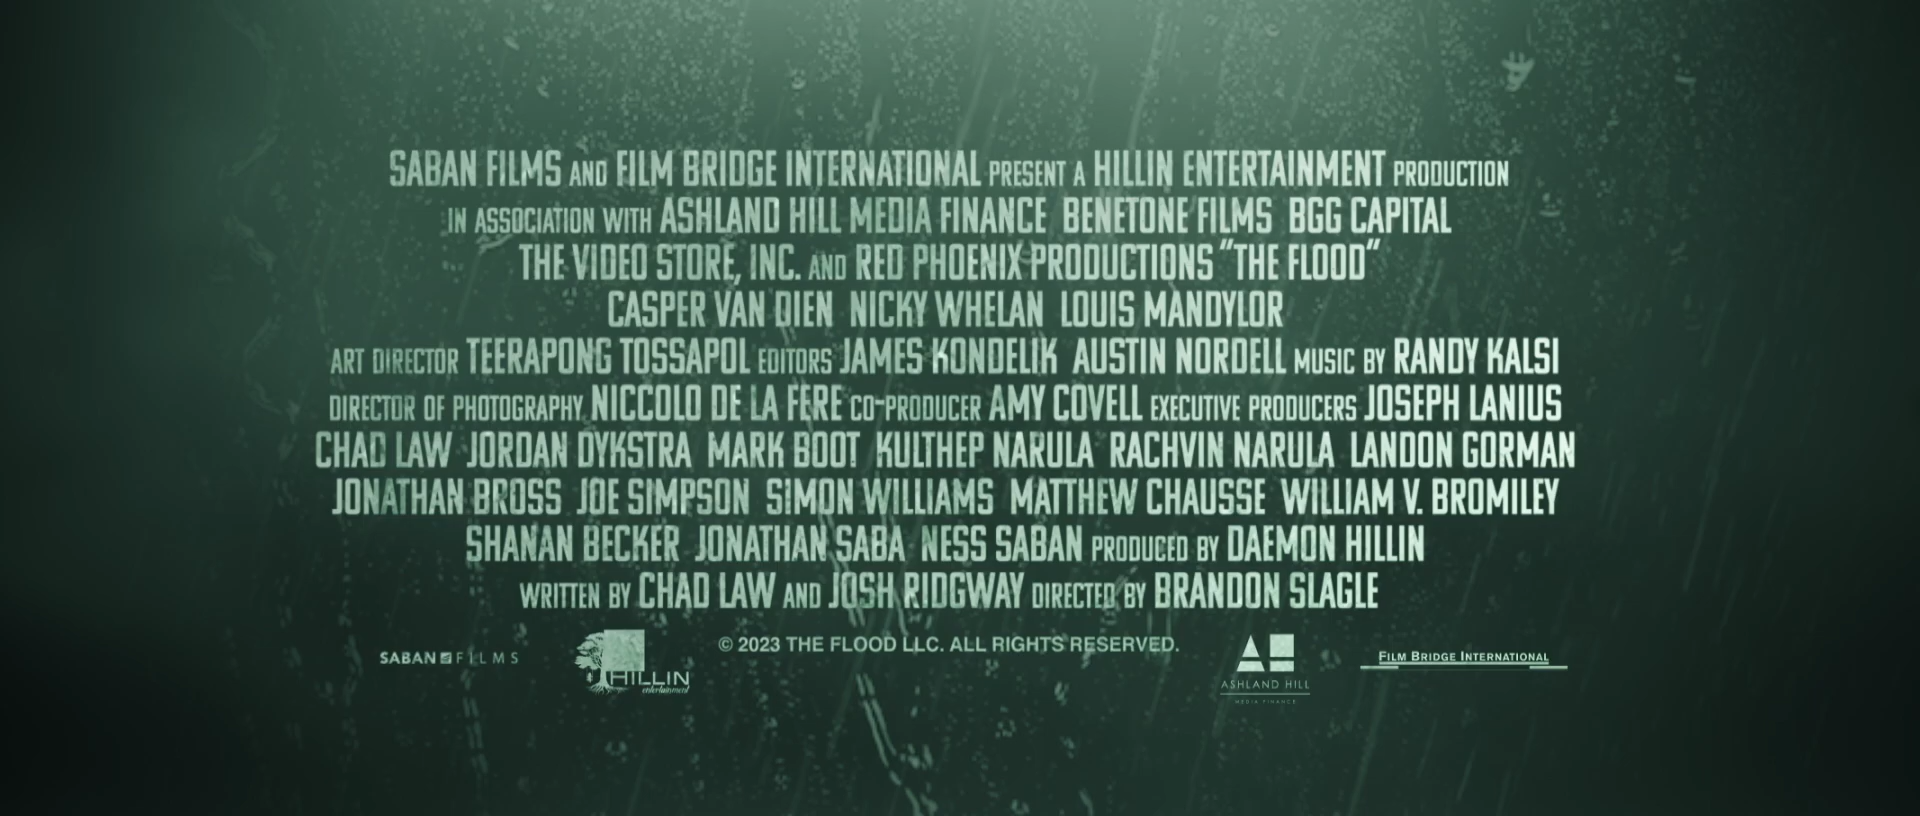 SABAN FILMS AND FILM BRIDGE INTERNATIONAL PRESENT A HILLIN ENTERTAINMENT PRODUCTION
IN ASSOCIATION WITH ASHLAND HILL MEDIA FINANCE BENETONE FILMS BGG CAPITAL
THE VIDEO STORE, INC. AND RED PHOENIX PRODUCTIONS "THE FLOOD"
CASPER VAN DIEN NICKY WHELAN LOUIS MANDYLOR
ART DIRECTOR TEERAPONG TOSSAPOL EDITORS JAMES KONDELIK AUSTIN NORDELL MUSIC BY RANDY KALSI
DIRECTOR OF PHOTOGRAPHY NICCOLO DE LA FERE CO-PRODUCER AMY COVELL EXECUTIVE PRODUCERS JOSEPH LANIUS
CHAD LAW JORDAN DYKSTRA MARK BOOT KULTHEP NARULA RACHVIN NARULA LANDON GORMAN
JONATHAN BROSS JOE SIMPSON SIMON WILLIAMS MATTHEW CHAUSSE WILLIAM V. BROMILEY
SHANAN BECKER JONATHAN SABA NESS SABAN PRODUCED BY DAEMON HILLIN
WRITTEN BY CHAD LAW AND JOSH RIDGWAY DIRECTED BY BRANDON SLAGLE
SABAN FILMS
HILLIN
entertainment
© 2023 THE FLOOD LLC. ALL RIGHTS RESERVED.
ASHLAND HILL
MEDIA FINANCE
FILM BRIDGE INTERNATIONAL